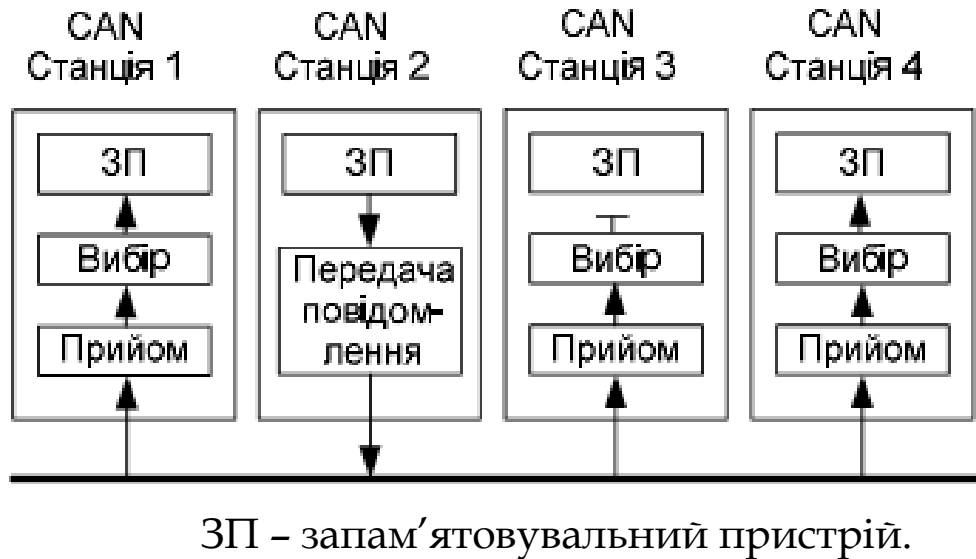 CAN
Станція 1
CAN
Станція 2
CAN
Станція 3
CAN
Станція 4
ЗП
Вибір
Прийом
ЗП
Передача
повідом-
лення
ЗП
Вибір
Прийом
ЗП
Вибір
Прийом
ЗП – запам’ятовувальний пристрій.